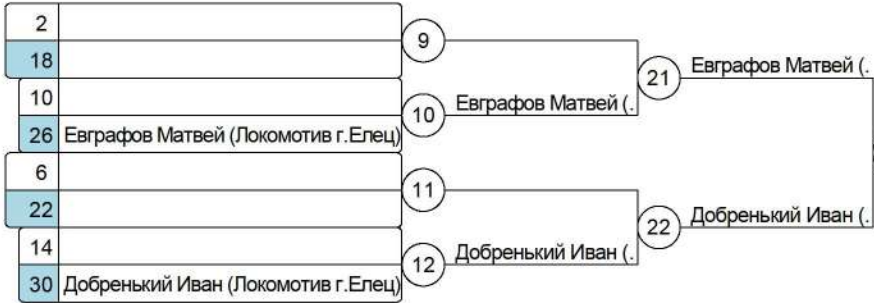 2
9
18
21 Евграфов Матвей (.
10
10 Евграфов Матвей (.
26 Евграфов Матвей (Локомотив г.Елец)
6
11
22
22 Добренький Иван (.
14
12 Добренький Иван (.
30 Добренький Иван (Локомотив г.Елец)